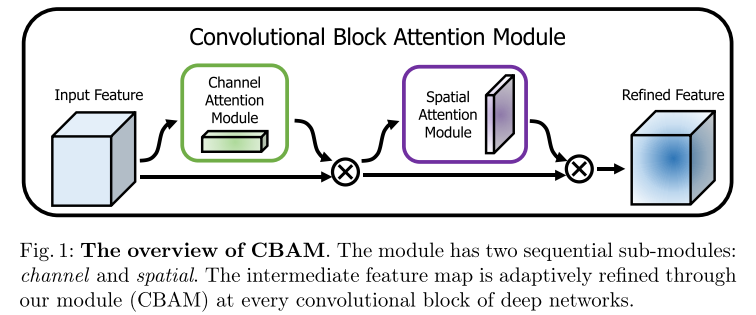 Convolutional Block Attention Module
Input Feature
Channel
Attention
Module
Spatial
Attention
Module
Refined Feature
Fig. 1: The overview of CBAM. The module has two sequential sub-modules:
channel and spatial. The intermediate feature map is adaptively refined through
our module (CBAM) at every convolutional block of deep networks.